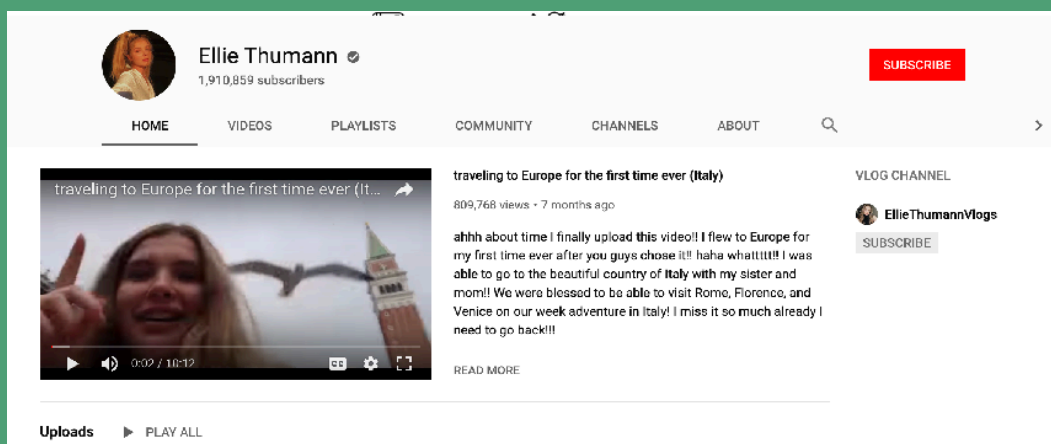 Ellie Thumann
1,910,859 subscribers
SUBSCRIBE
HOME VIDEOS PLAYLISTS COMMUNITY CHANNELS ABOUT
traveling to Europe for the first time ever (It...
0:02 / 10:12
CC
traveling to Europe for the first time ever (Italy)
809,768 views • 7 months ago
ahhh about time I finally upload this video!! I flew to Europe for
my first time ever after you guys chose it!! haha whattttt!! I was
able to go to the beautiful country of Italy with my sister and
mom!! We were blessed to be able to visit Rome, Florence, and
Venice on our week adventure in Italy! I miss it so much already I
need to go back!!!
READ MORE
VLOG CHANNEL
EllieThumannVlogs
SUBSCRIBE
Uploads PLAY ALL